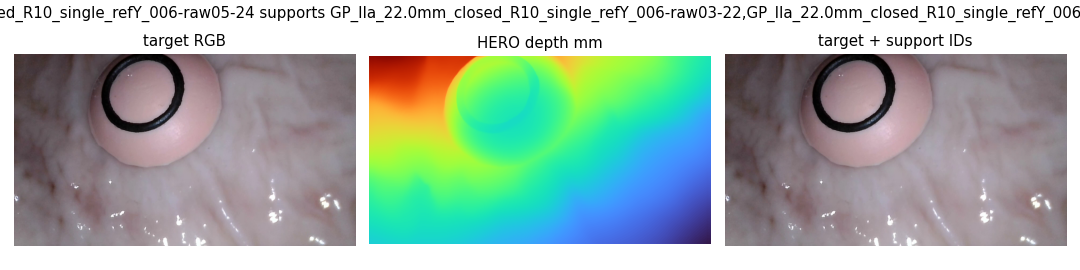 ed_R10_single_refY_006-raw05-24 supports GP_IIa_22.0mm_closed_R10_single_refY_006-raw03-22,GP_IIa_22.0mm_closed_R10_single_refY_006
target RGB
HERO depth mm
target + support IDs